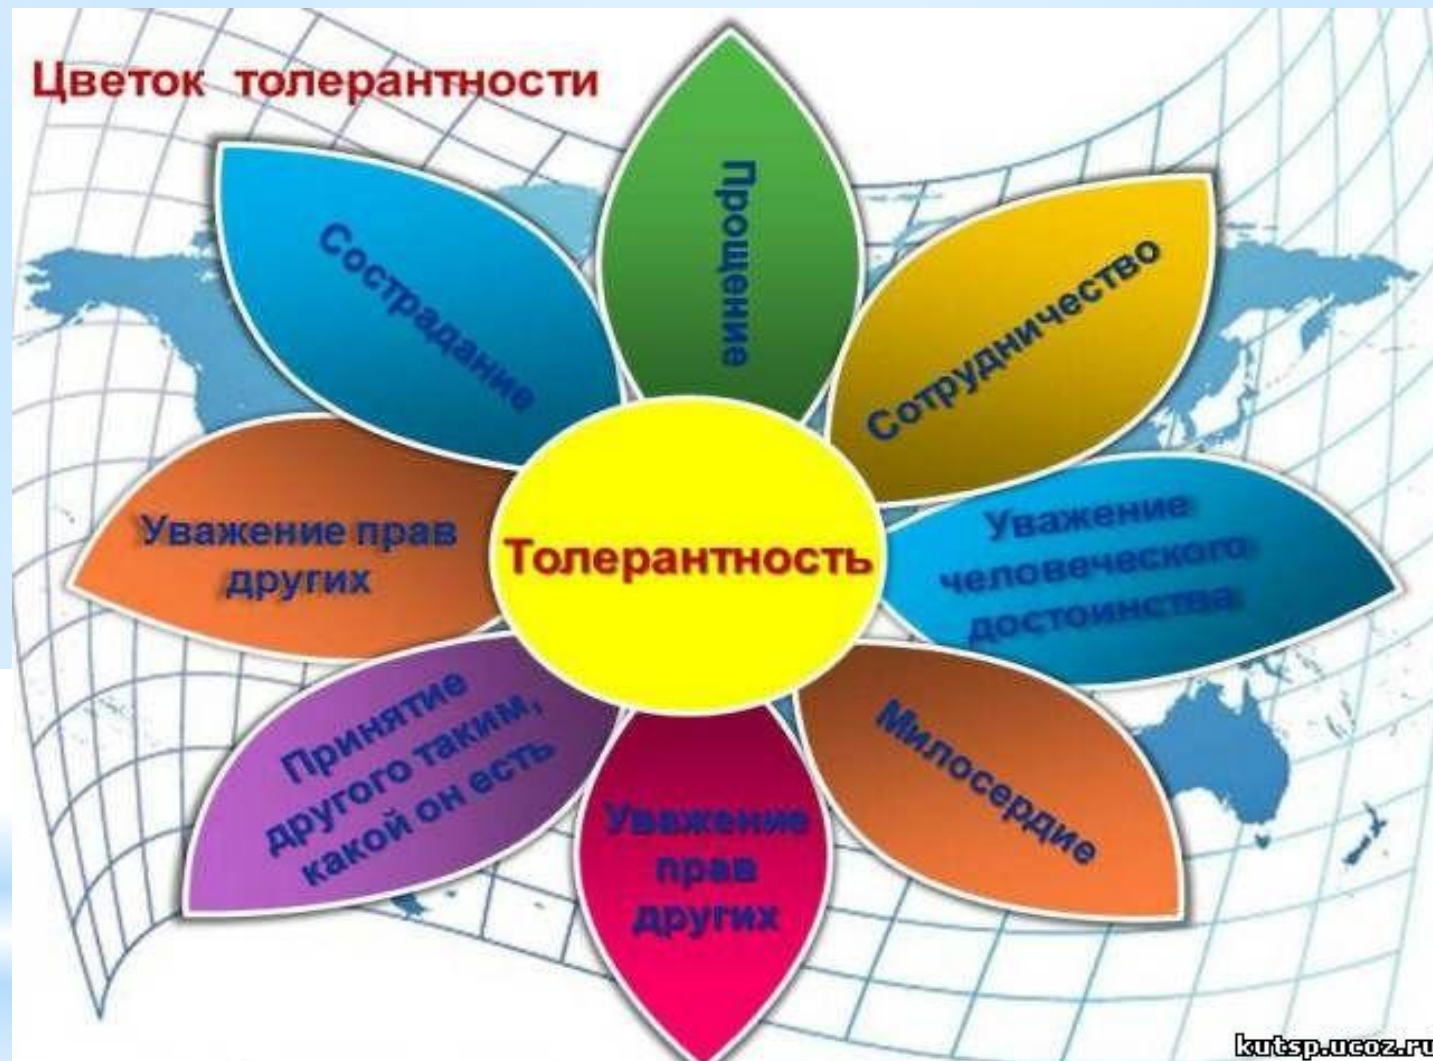 Цветок толерантности
Прощение
Сострадание
Сотрудничество
Уважение прав
других
Толерантность
Уважение
человеческого
достоинства
Принятие
другого таким,
какой он есть
Уважение
прав
других
Милосердие
kutsp.ucoz.ru